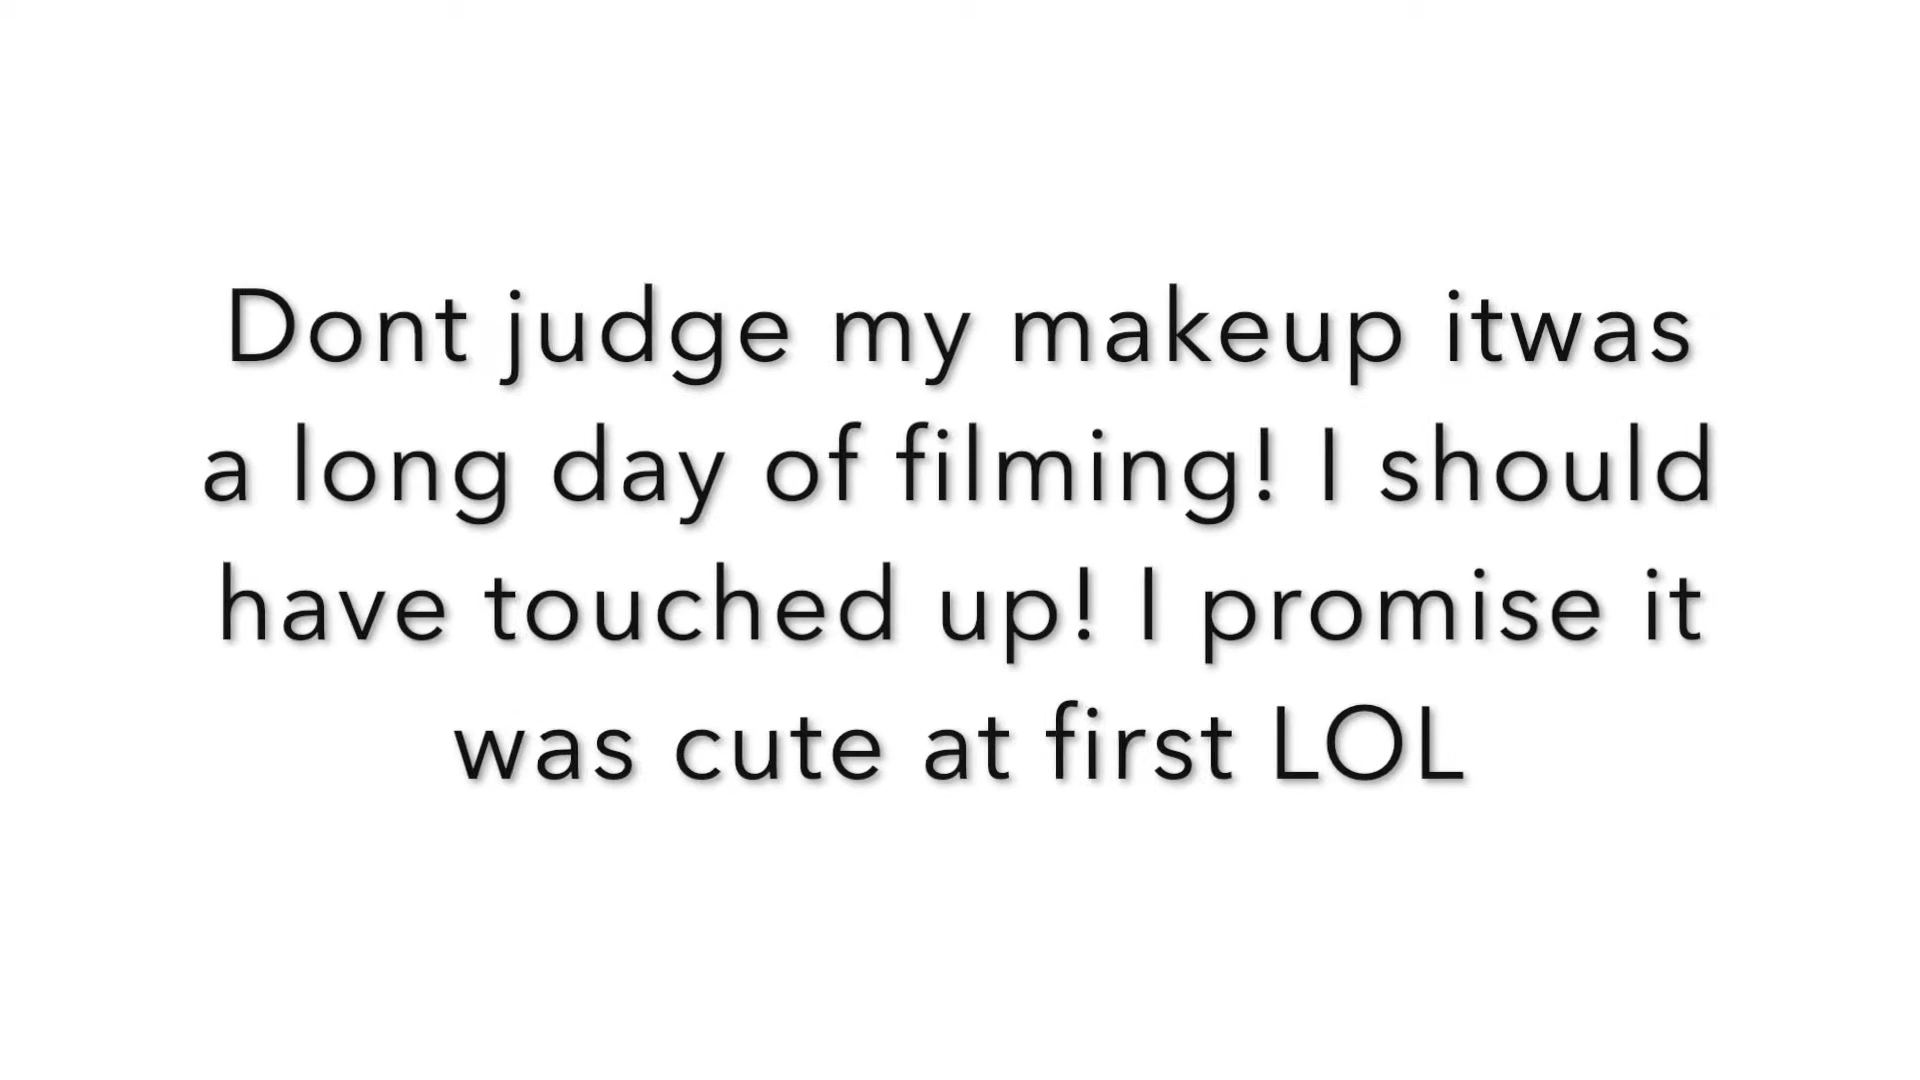 Dont judge my makeup itwas
a long day of filming! I should
have touched up! I promise it
was cute at first LOL